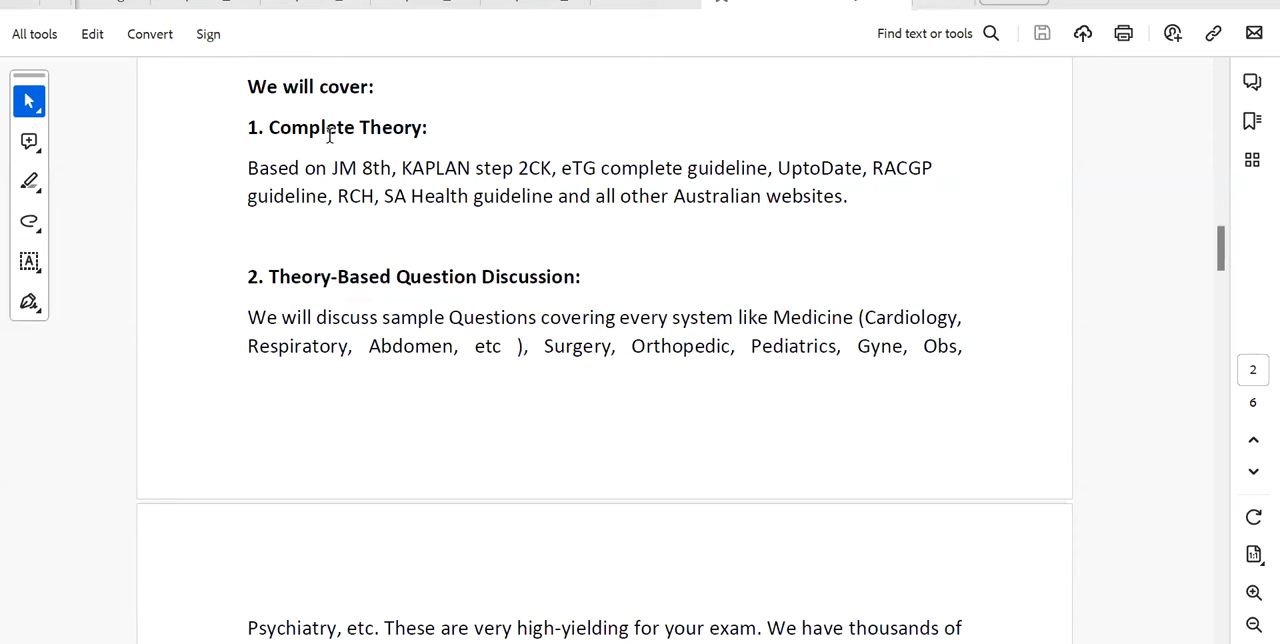 All tools Edit Convert Sign Find text or tools
We will cover:
1. Complete Theory:
Based on JM 8th, KAPLAN step 2CK, eTG complete guideline, UptoDate, RACGP
guideline, RCH, SA Health guideline and all other Australian websites.
2. Theory-Based Question Discussion:
We will discuss sample Questions covering every system like Medicine (Cardiology,
Respiratory, Abdomen, etc ), Surgery, Orthopedic, Pediatrics, Gyne, Obs,
2
6
Psychiatry, etc. These are very high-yielding for your exam. We have thousands of